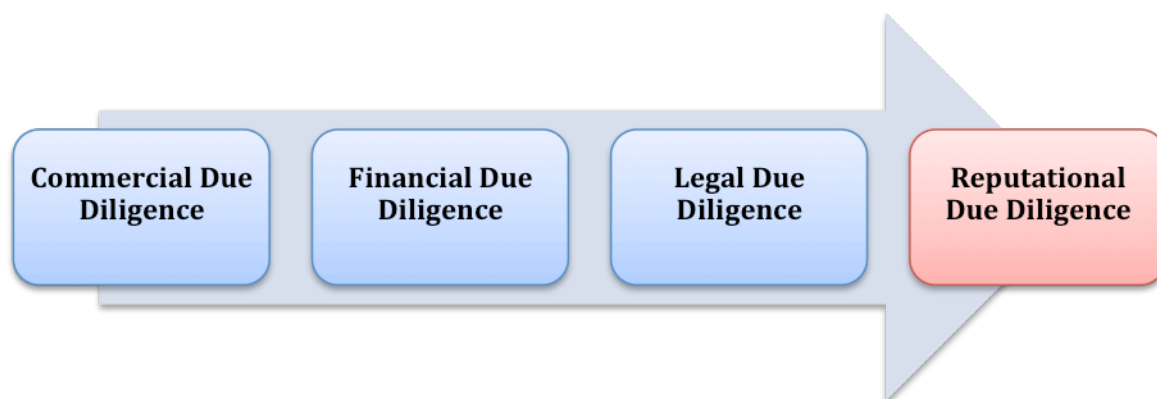 Commercial Due
Diligence
Financial Due
Diligence
Legal Due
Diligence
Reputational
Due Diligence